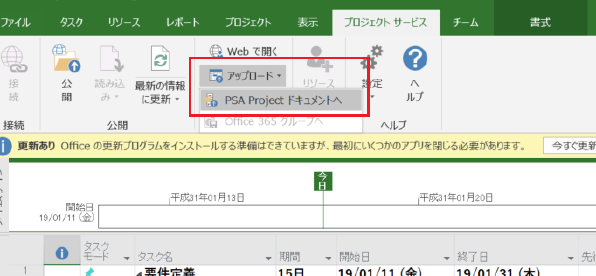 ファイル タスク リソース レポート プロジェクト 表示 プロジェクト サービス チーム 書式
Web で開く
アップロード
接続 公開 読み込み 最新の情報に更新 リソース 設定 ヘルプ
PSA Project ドキュメントへ
Office 365 グループへ
接続 公開 ヘルプ
更新あり Office の更新プログラムをインストールする準備はできていますが、最初にいくつかのアプリを閉じる必要があります。 今すぐ更新
今日
平成31年01月13日 平成31年01月20日
開始日
19/01/11 (金)
タスクモード タスク名 期間 開始日 終了日 先行
1 要件定義 15日 19/01/11 (金) 19/01/31 (木)